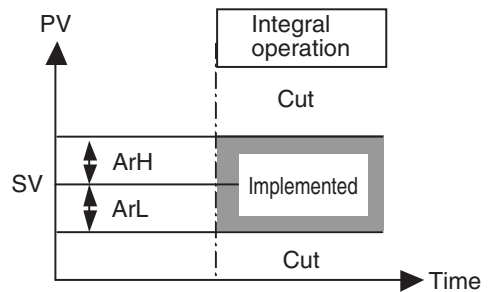 PV
Integral
operation
Cut
ArH
SV
Implemented
ArL
Cut
Time